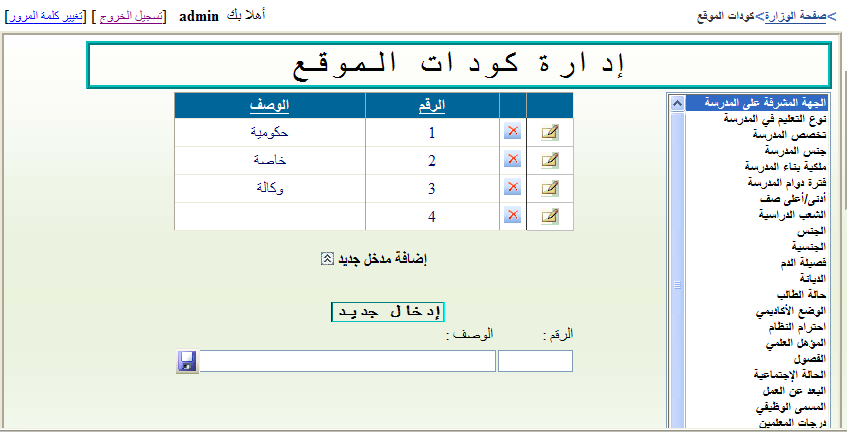 >صفحة الوزارة>كودات الموقع
أهلا بك admin [تسجيل الخروج ] [تغيير كلمة المرور]
إدارة كودات الموقع
الجهة المشرفة على المدرسة
نوع التعليم في المدرسة
تخصص المدرسة
جنس المدرسة
ملكية بناء المدرسة
فترة دوام المدرسة
أدنى/أعلى صف
الشعب الدراسية
الجنس
الجنسية
فصيلة الدم
الديانة
حالة الطالب
الوضع الأكاديمي
احترام النظام
المؤهل العلمي
الفصول
الحالة الإجتماعية
البعد عن العمل
المسمى الوظيفي
درجات المعلمين
الرقم الوصف
1 حكومية
2 خاصة
3 وكالة
4
إضافة مدخل جديد
إدخال جديد
الرقم : الوصف :